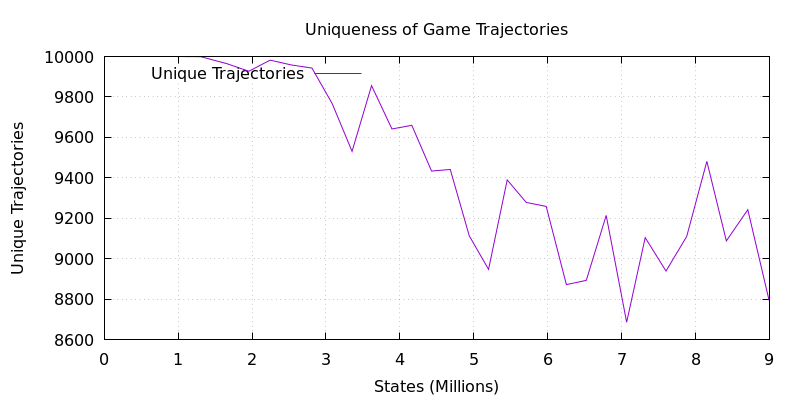 Uniqueness of Game Trajectories
10000
Unique Trajectories
9800
9600
9400
9200
9000
8800
8600
Unique Trajectories
0 1 2 3 4 5 6 7 8 9
States (Millions)